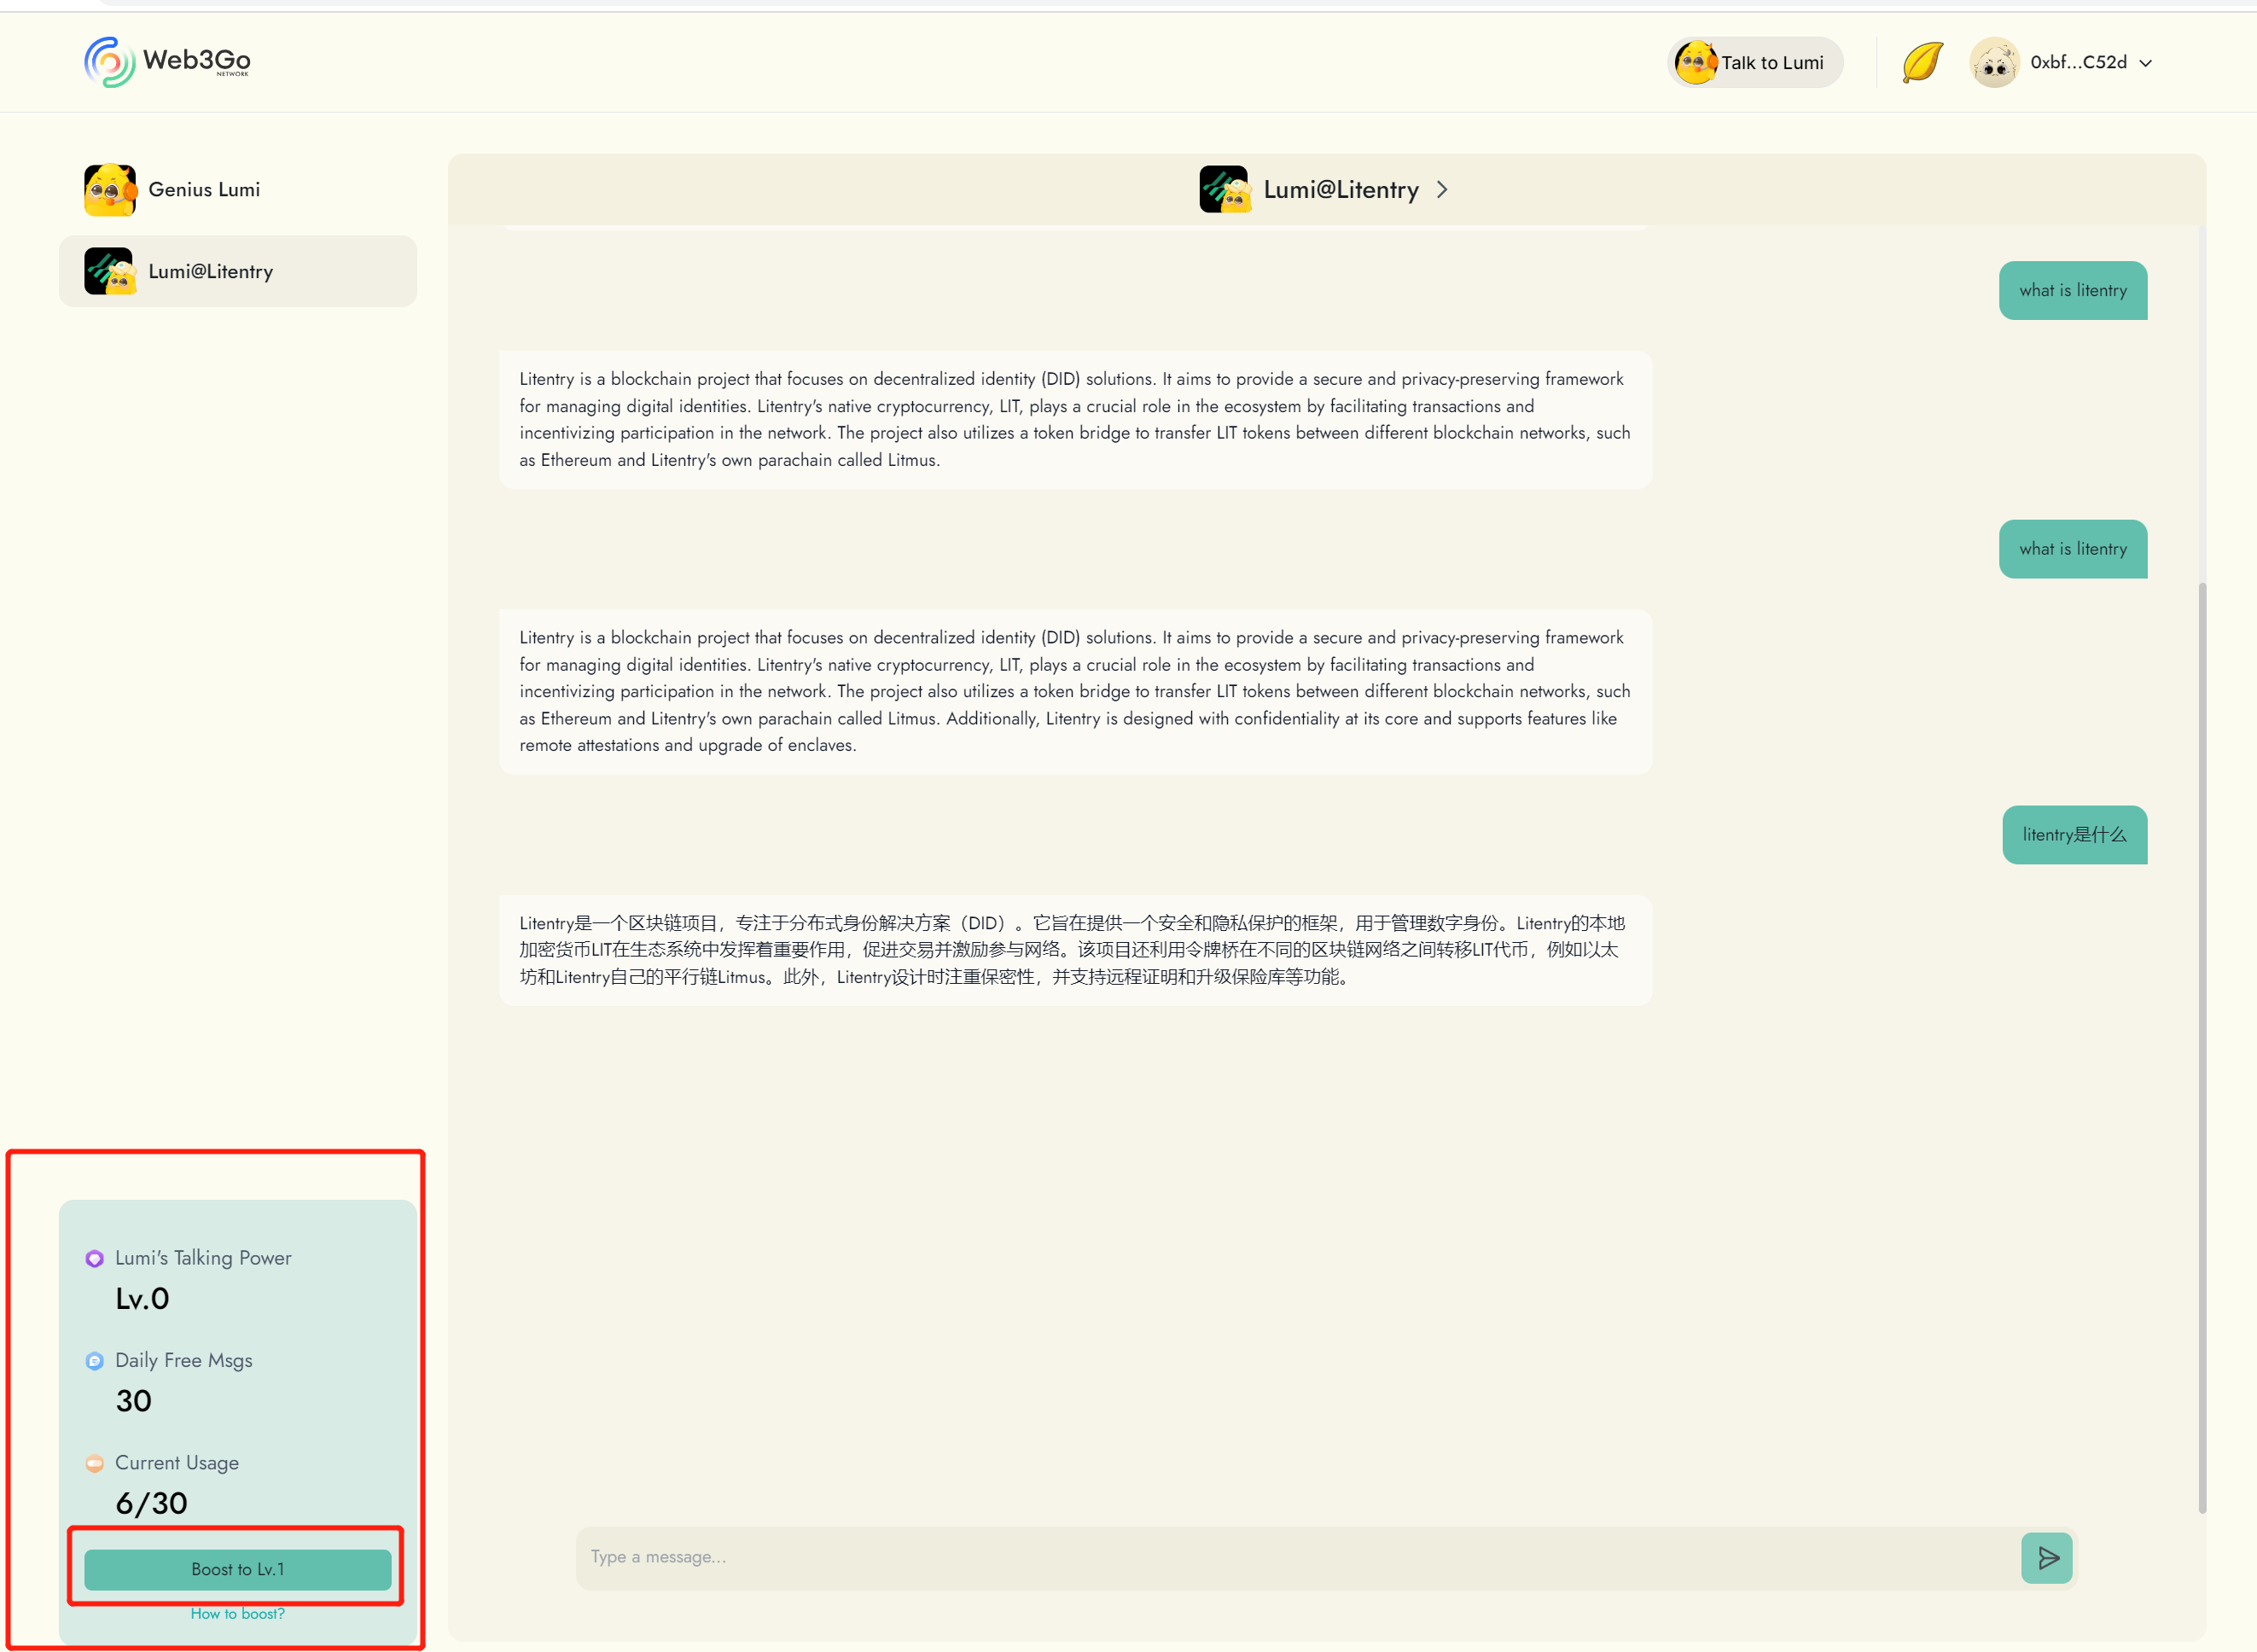 Web3Go
NETWORK
Talk to Lumi
0xbf...C52d
Genius Lumi
Lumi@Litentry
Lumi@Litentry
what is litentry
Litentry is a blockchain project that focuses on decentralized identity (DID) solutions. It aims to provide a secure and privacy-preserving framework
for managing digital identities. Litentry's native cryptocurrency, LIT, plays a crucial role in the ecosystem by facilitating transactions and
incentivizing participation in the network. The project also utilizes a token bridge to transfer LIT tokens between different blockchain networks, such
as Ethereum and Litentry's own parachain called Litmus.
what is litentry
Litentry is a blockchain project that focuses on decentralized identity (DID) solutions. It aims to provide a secure and privacy-preserving framework
for managing digital identities. Litentry's native cryptocurrency, LIT, plays a crucial role in the ecosystem by facilitating transactions and
incentivizing participation in the network. The project also utilizes a token bridge to transfer LIT tokens between different blockchain networks, such
as Ethereum and Litentry's own parachain called Litmus. Additionally, Litentry is designed with confidentiality at its core and supports features like
remote attestations and upgrade of enclaves.
litentry是什么
Litentry是一个区块链项目，专注于分布式身份解决方案（DID）。它旨在提供一个安全和隐私保护的框架，用于管理数字身份。Litentry的本地
加密货币LIT在生态系统中发挥着重要作用，促进交易并激励参与网络。该项目还利用令牌桥在不同的区块链网络之间转移LIT代币，例如以太
坊和Litentry自己的平行链Litmus。此外，Litentry设计时注重保密性，并支持远程证明和升级保险库等功能。
Lumi's Talking Power
Lv.0
Daily Free Msgs
30
Current Usage
6/30
Boost to Lv.1
How to boost?
Type a message...